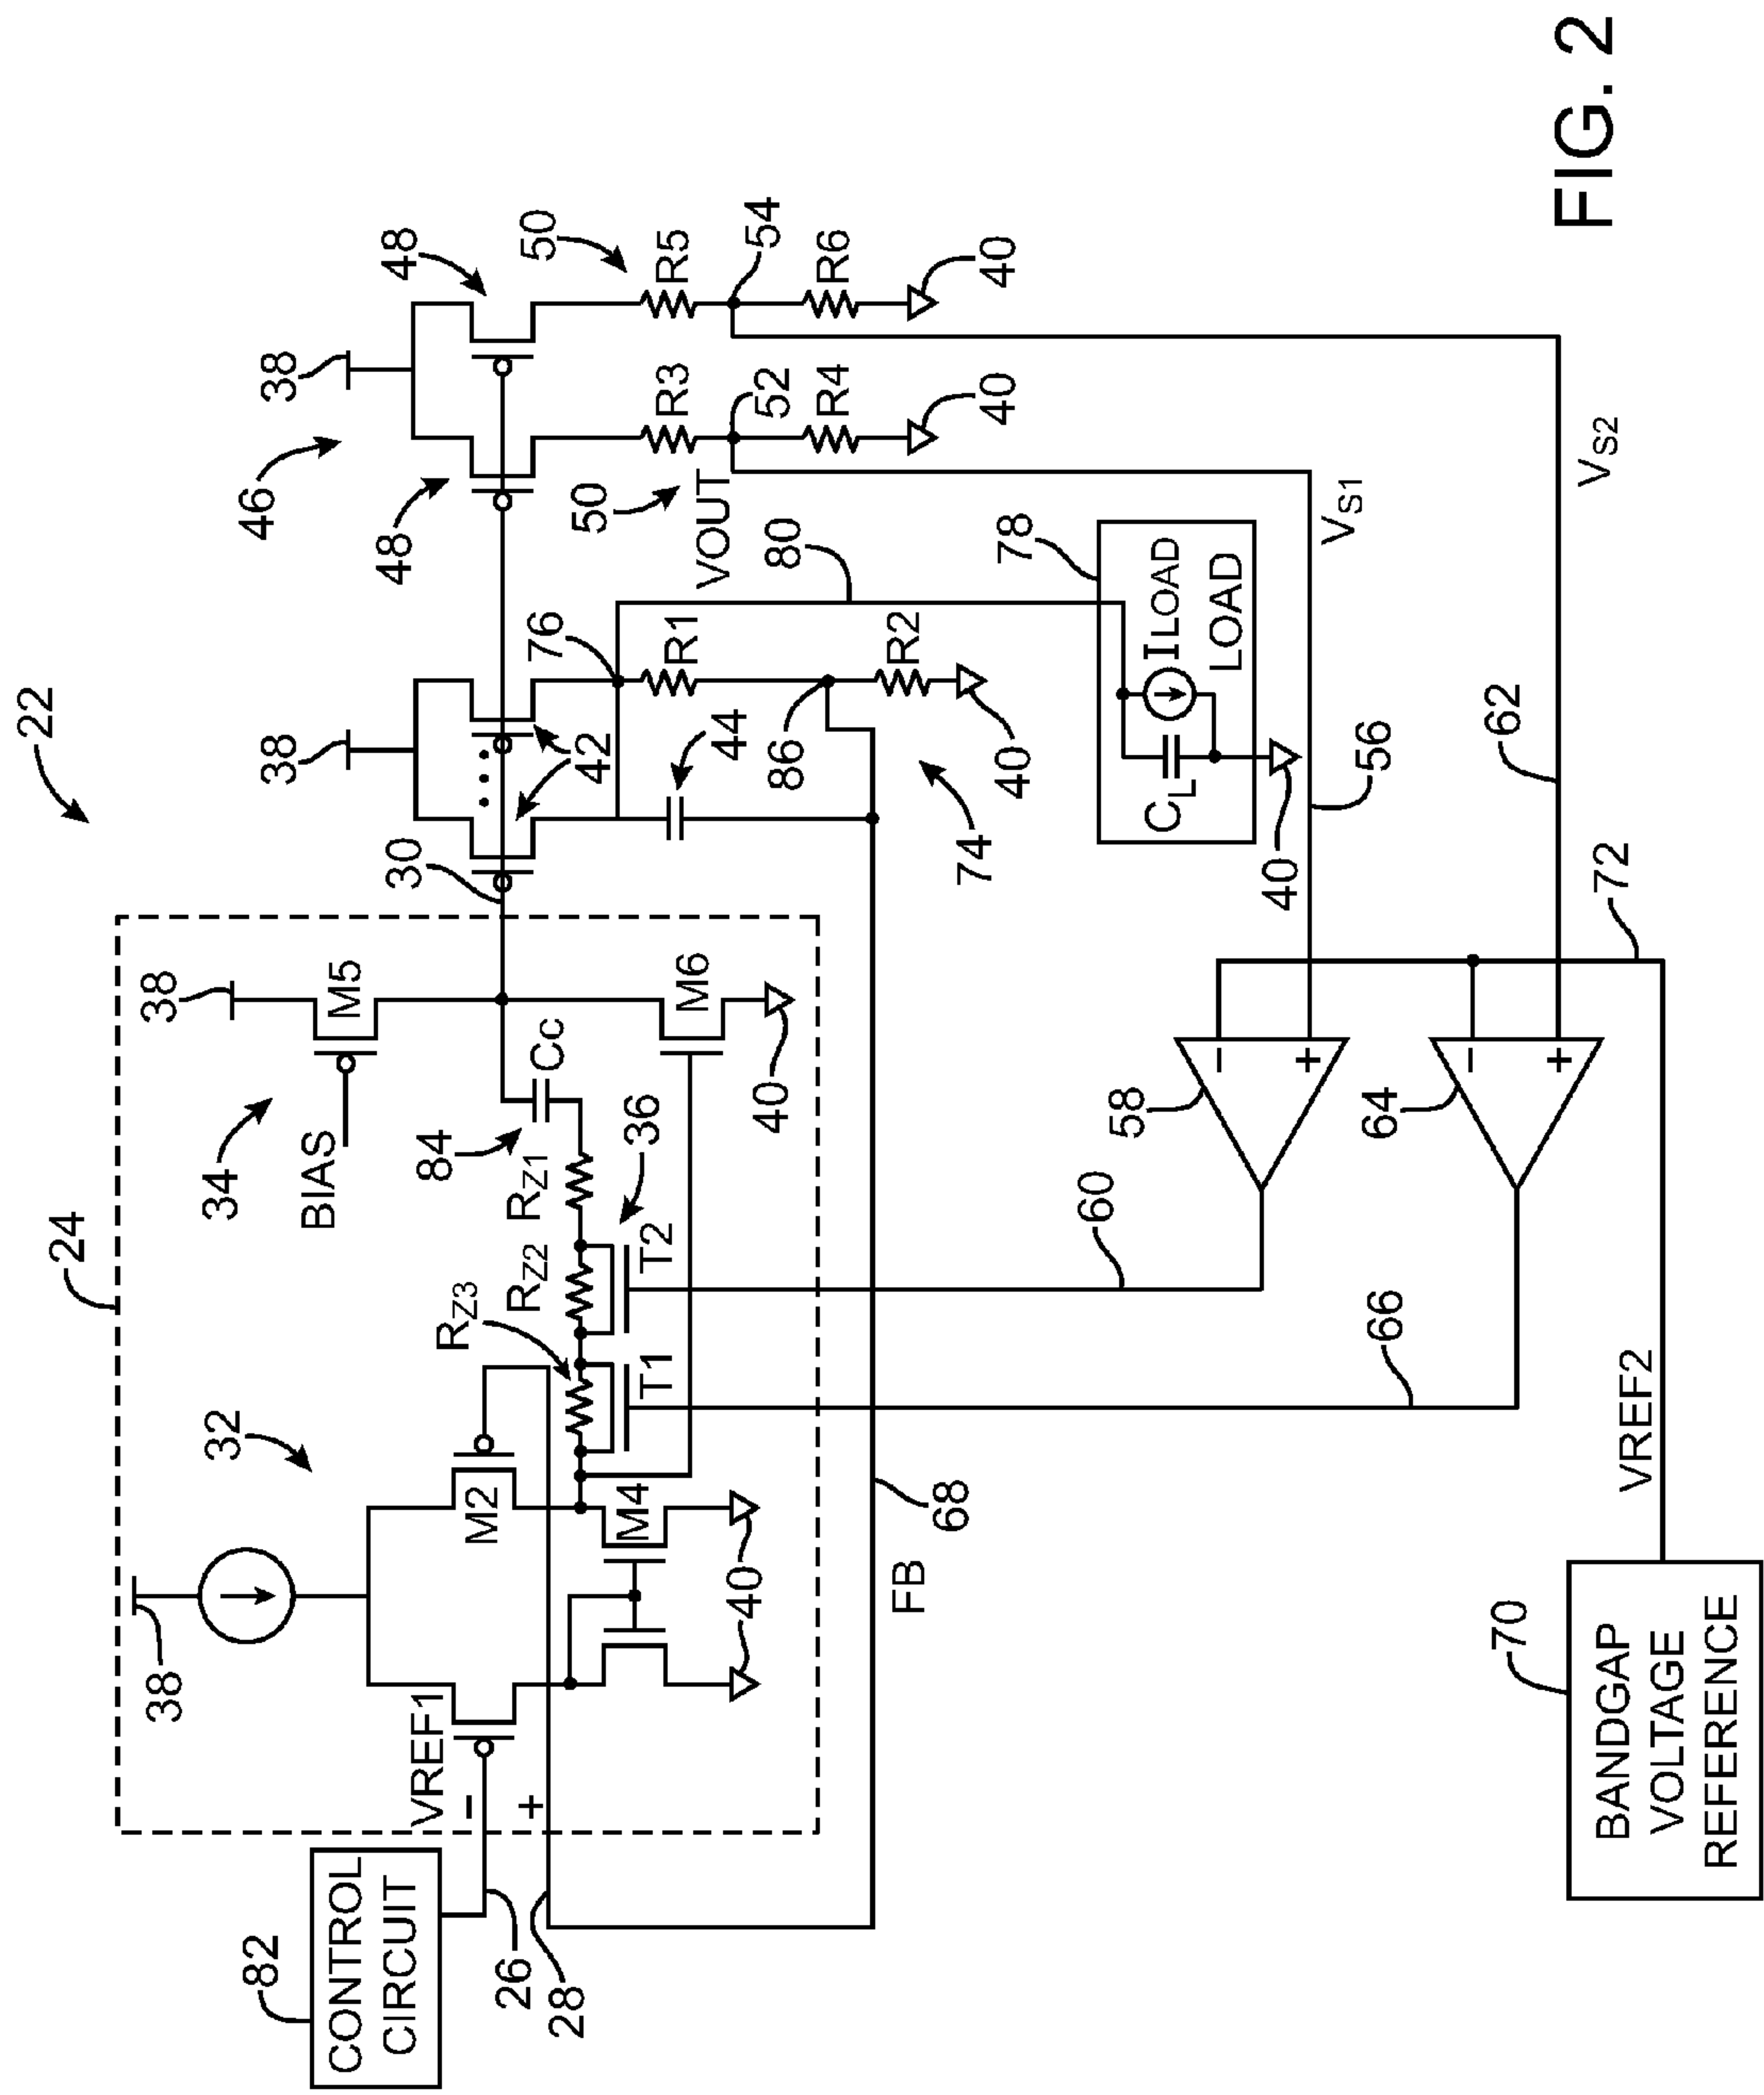 22
24
38
34
M5
BIAS
30
38
42
46
38
48
48
50
50
76
VOUT
R1
R3
R5
52
54
R4
R6
40
40
32
38
VREF1
−
+
M2
RZ3
RZ2
RZ1
84
Cc
36
M6
T1
T2
M4
40
40
44
86
R2
40
74
80
78
CL
ILOAD
LOAD
40
82
CONTROL
CIRCUIT
26
28
FB
68
60
66
58
−
+
64
−
+
56
62
VS1
VS2
72
VREF2
70
BANDGAP
VOLTAGE
REFERENCE
FIG. 2